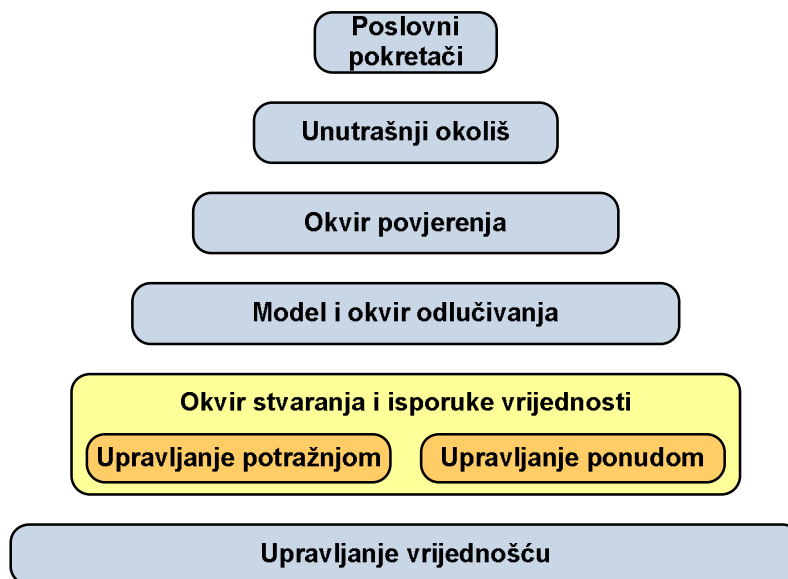 Poslovni
pokretači
Unutrašnji okoliš
Okvir povjerenja
Model i okvir odlučivanja
Okvir stvaranja i isporuke vrijednosti
Upravljanje potražnjom
Upravljanje ponudom
Upravljanje vrijednošću